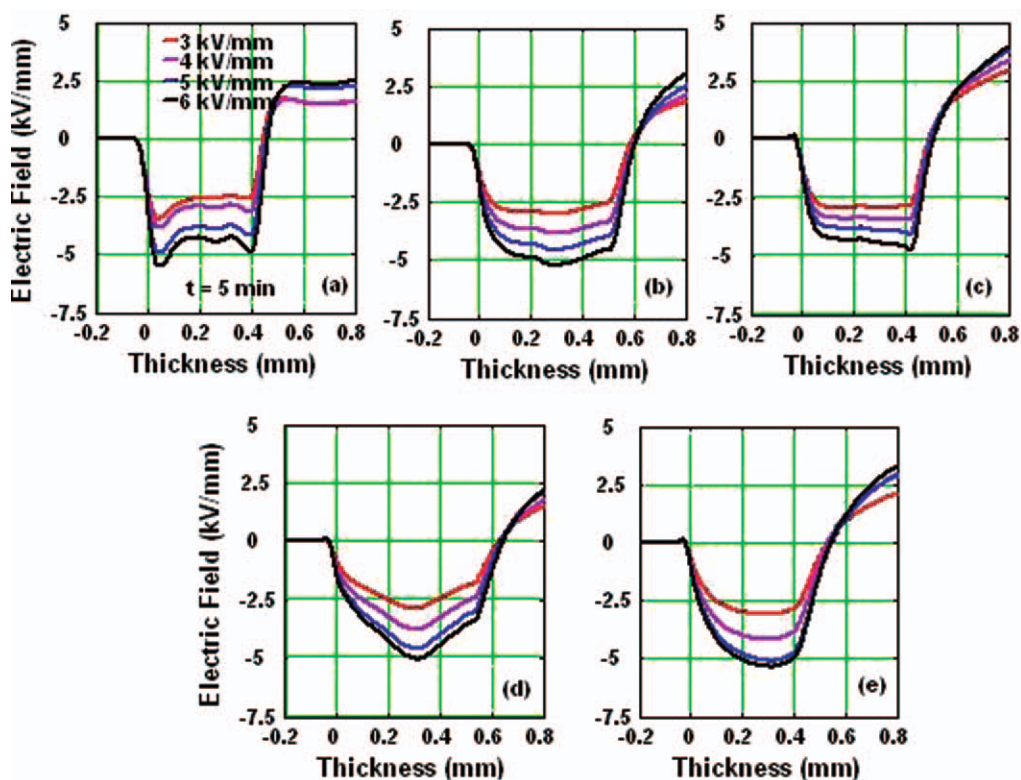 Electric Field (kV/mm)
5
2.5
0
-2.5
-5
-7.5
3 kV/mm
4 kV/mm
5 kV/mm
6 kV/mm
t = 5 min
(a)
-0.2 0 0.2 0.4 0.6 0.8
Thickness (mm)
5
2.5
0
-2.5
-5
-7.5
(b)
-0.2 0 0.2 0.4 0.6 0.8
Thickness (mm)
5
2.5
0
-2.5
-5
-7.5
(c)
-0.2 0 0.2 0.4 0.6 0.8
Thickness (mm)
Electric Field (kV/mm)
5
2.5
0
-2.5
-5
-7.5
(d)
-0.2 0 0.2 0.4 0.6 0.8
Thickness (mm)
5
2.5
0
-2.5
-5
-7.5
(e)
-0.2 0 0.2 0.4 0.6 0.8
Thickness (mm)